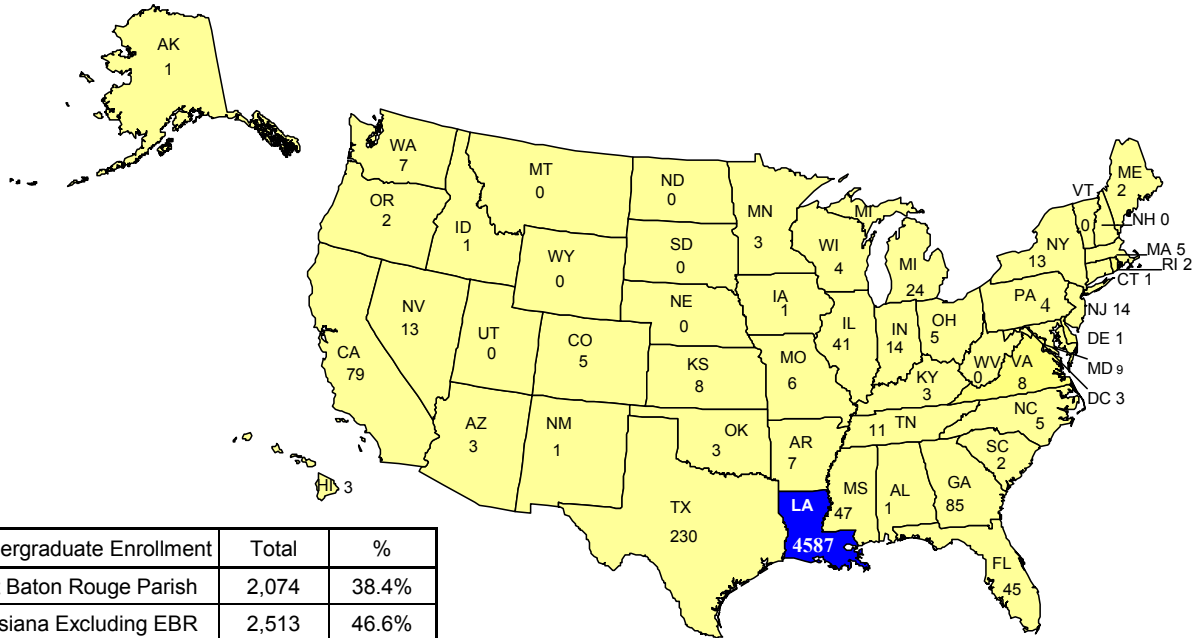 AK
1
WA
7
OR
2
ID
1
MT
0
ND
0
MN
3
SD
0
WY
0
NE
0
IA
1
WI
4
MI
MI
24
NV
13
UT
0
CO
5
KS
8
MO
6
IL
41
IN
14
OH
5
KY
3
WV
0
VA
8
PA 4
NY
13
VT
0
ME
2
NH 0
MA 5
RI 2
CT 1
NJ 14
DE 1
MD 9
DC 3
NC
5
SC
2
11 TN
CA
79
AZ
3
NM
1
OK
3
AR
7
TX
230
LA
4587
MS
47
AL
1
GA
85
FL
45
HI 3
ergraduate Enrollment Total %
Baton Rouge Parish 2,074 38.4%
siana Excluding EBR 2,513 46.6%